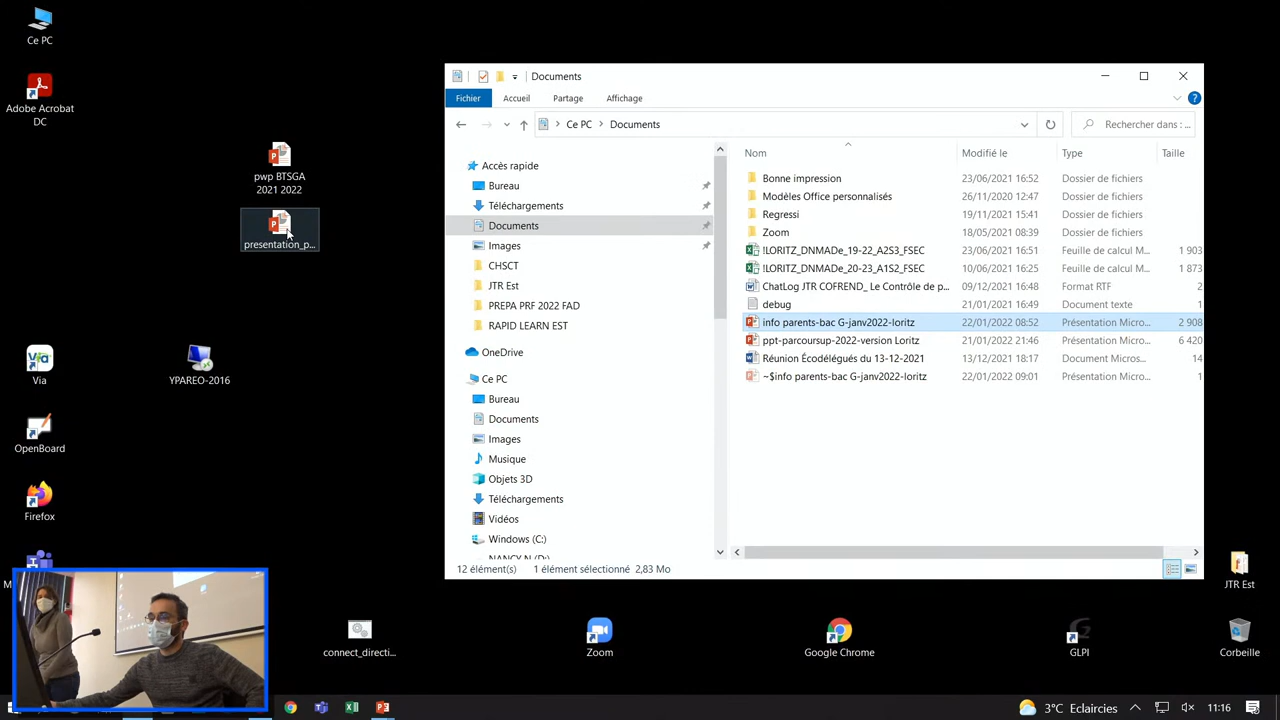 Ce PC
Adobe Acrobat
DC
pwp BTSGA
2021 2022
presentation_p...
Via
YPAREO-2016
OpenBoard
Firefox
Documents
Fichier
Accueil
Partage
Affichage
?
Ce PC > Documents
Rechercher dans : ...
Accès rapide
Bureau
Téléchargements
Documents
Images
CHSCT
JTR Est
PREPA PRF 2022 FAD
RAPID LEARN EST
OneDrive
Ce PC
Bureau
Documents
Images
Musique
Objets 3D
Téléchargements
Vidéos
Windows (C:)
NANCY N (D:)
Nom Modifié le Type Taille
Bonne impression 23/06/2021 16:52 Dossier de fichiers
Modèles Office personnalisés 26/11/2020 12:47 Dossier de fichiers
Regressi 19/11/2021 15:41 Dossier de fichiers
Zoom 18/05/2021 08:39 Dossier de fichiers
!LORITZ_DNMADe_19-22_A2S3_FSEC 23/06/2021 16:51 Feuille de calcul M... 1 903
!LORITZ_DNMADe_20-23_A1S2_FSEC 10/06/2021 16:25 Feuille de calcul M... 1 873
ChatLog JTR COFREND_ Le Contrôle de p... 09/12/2021 16:48 Format RTF 2
debug 21/01/2021 16:49 Document texte 1
info parents-bac G-janv2022-loritz 22/01/2022 08:52 Présentation Micro... 2 908
ppt-parcoursup-2022-version Loritz 21/01/2022 21:46 Présentation Micro... 6 420
Réunion Écodélégués du 13-12-2021 13/12/2021 18:17 Document Micros... 14
~$info parents-bac G-janv2022-loritz 22/01/2022 09:01 Présentation Micro... 1
12 élément(s) 1 élément sélectionné 2,83 Mo
JTR Est
connect_directi...
Zoom
Google Chrome
GLPI
Corbeille
3°C Eclaircies
11:16